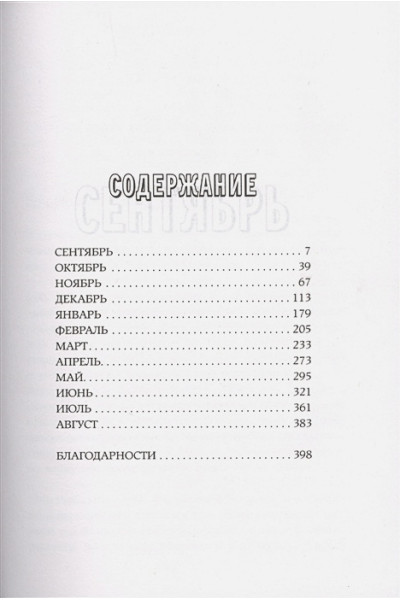 СОДЕРЖАНИЕ
СЕНТЯБРЬ
СЕНТЯБРЬ . . . . . . . . . . . . . . . . . . . . . . . . . . . . . 7
ОКТЯБРЬ . . . . . . . . . . . . . . . . . . . . . . . . . . . . . 39
НОЯБРЬ . . . . . . . . . . . . . . . . . . . . . . . . . . . . . 67
ДЕКАБРЬ . . . . . . . . . . . . . . . . . . . . . . . . . . . . 113
ЯНВАРЬ . . . . . . . . . . . . . . . . . . . . . . . . . . . . 179
ФЕВРАЛЬ . . . . . . . . . . . . . . . . . . . . . . . . . . . 205
МАРТ. . . . . . . . . . . . . . . . . . . . . . . . . . . . . . 233
АПРЕЛЬ. . . . . . . . . . . . . . . . . . . . . . . . . . . . 273
МАЙ. . . . . . . . . . . . . . . . . . . . . . . . . . . . . . 295
ИЮНЬ . . . . . . . . . . . . . . . . . . . . . . . . . . . . . 321
ИЮЛЬ . . . . . . . . . . . . . . . . . . . . . . . . . . . . . 361
АВГУСТ . . . . . . . . . . . . . . . . . . . . . . . . . . . . 383
БЛАГОДАРНОСТИ . . . . . . . . . . . . . . . . . . . . 398